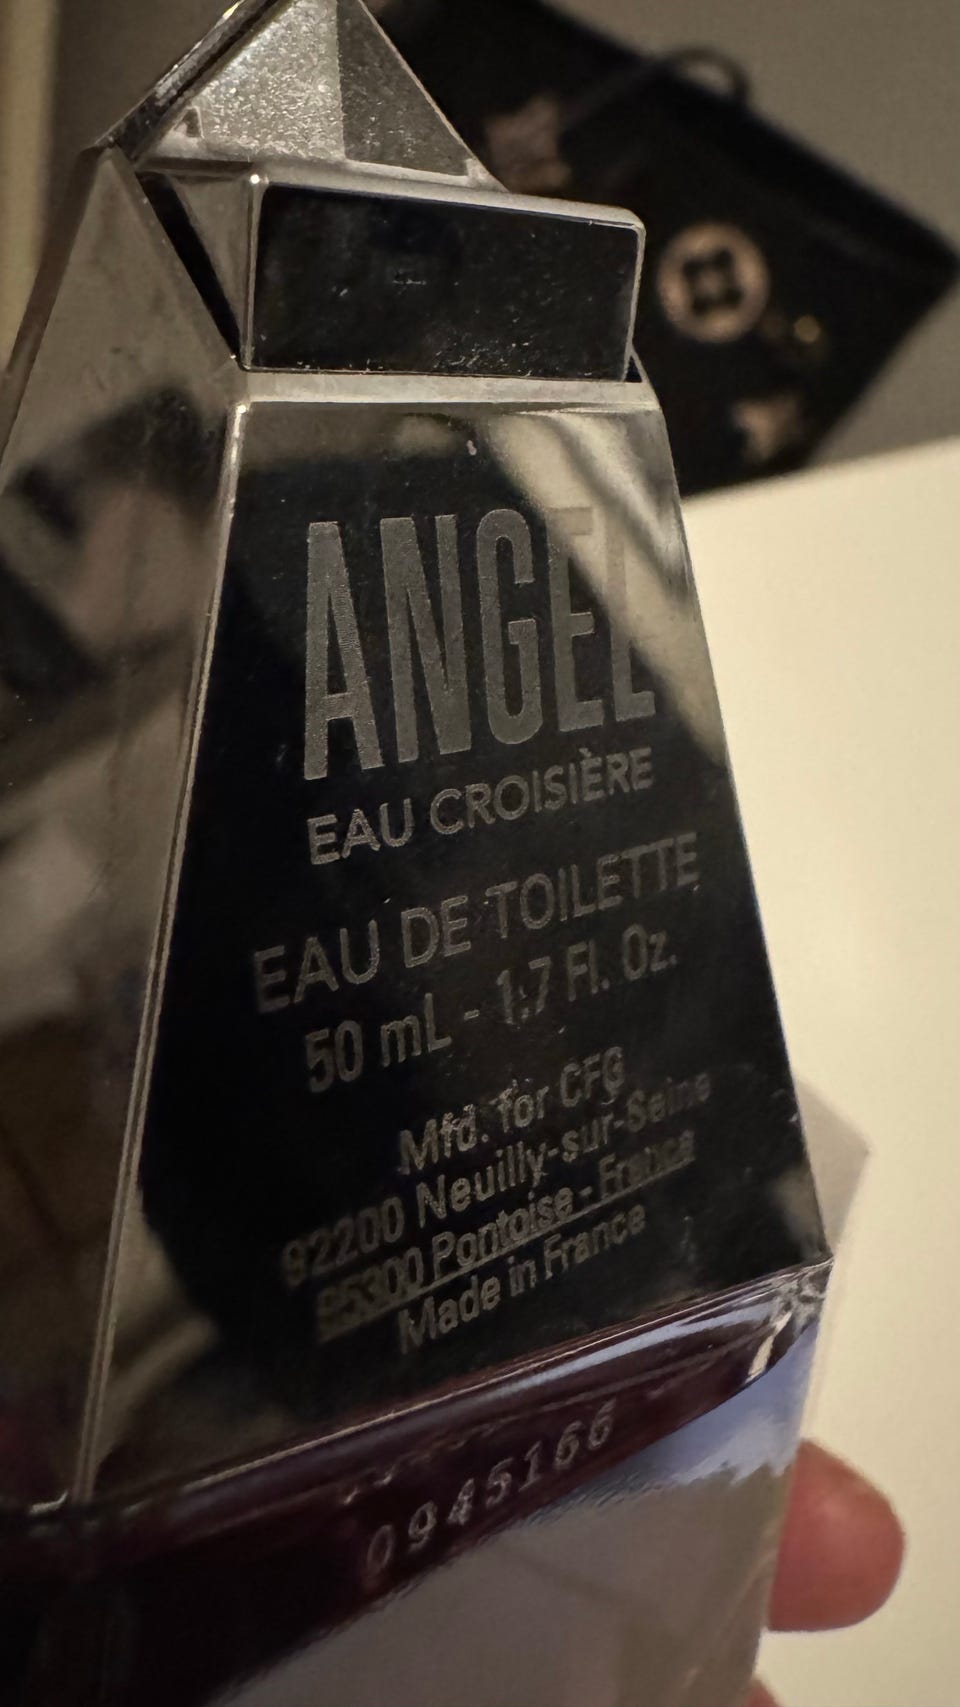 ANGEL
EAU CROISIÈRE
EAU DE TOILETTE
50 mL - 1.7 Fl. Oz.
Mfd. for CFG
92200 Neuilly-sur-Seine
95300 Pontoise - France
Made in France
0945166